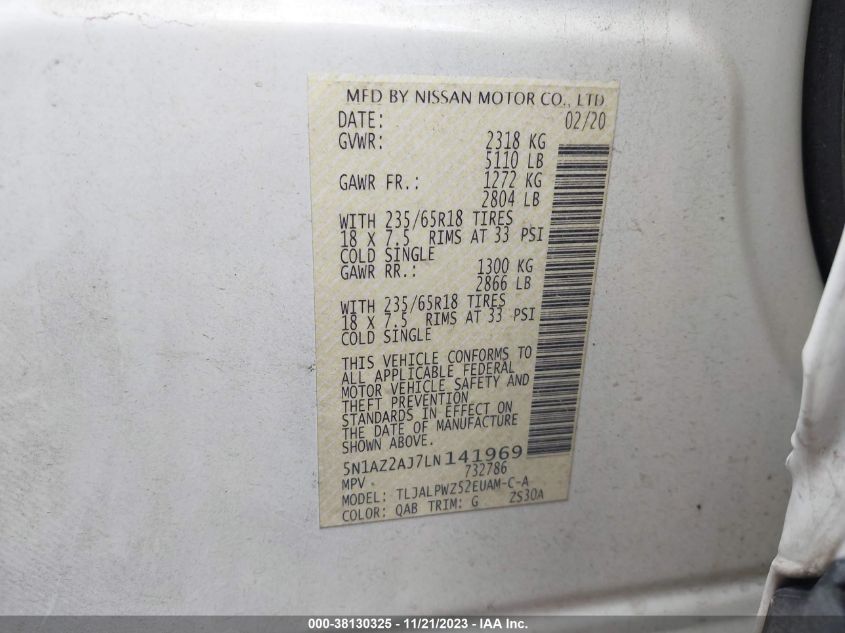 MFD BY NISSAN MOTOR CO., LTD
DATE: 02/20
GVWR: 2318 KG
5110 LB
GAWR FR.: 1272 KG
2804 LB
WITH 235/65R18 TIRES
18 X 7.5 RIMS AT 33 PSI
COLD SINGLE
GAWR RR.: 1300 KG
2866 LB
WITH 235/65R18 TIRES
18 X 7.5 RIMS AT 33 PSI
COLD SINGLE
THIS VEHICLE CONFORMS TO
ALL APPLICABLE FEDERAL
MOTOR VEHICLE SAFETY AND
THEFT PREVENTION
STANDARDS IN EFFECT ON
THE DATE OF MANUFACTURE
SHOWN ABOVE.
5N1AZ2AJ7LN141969
MPV 732786
MODEL: TLJALPWZS2EUAM-C-A
COLOR: QAB TRIM: G ZS30A
000-38130325 - 11/21/2023 - IAA Inc.